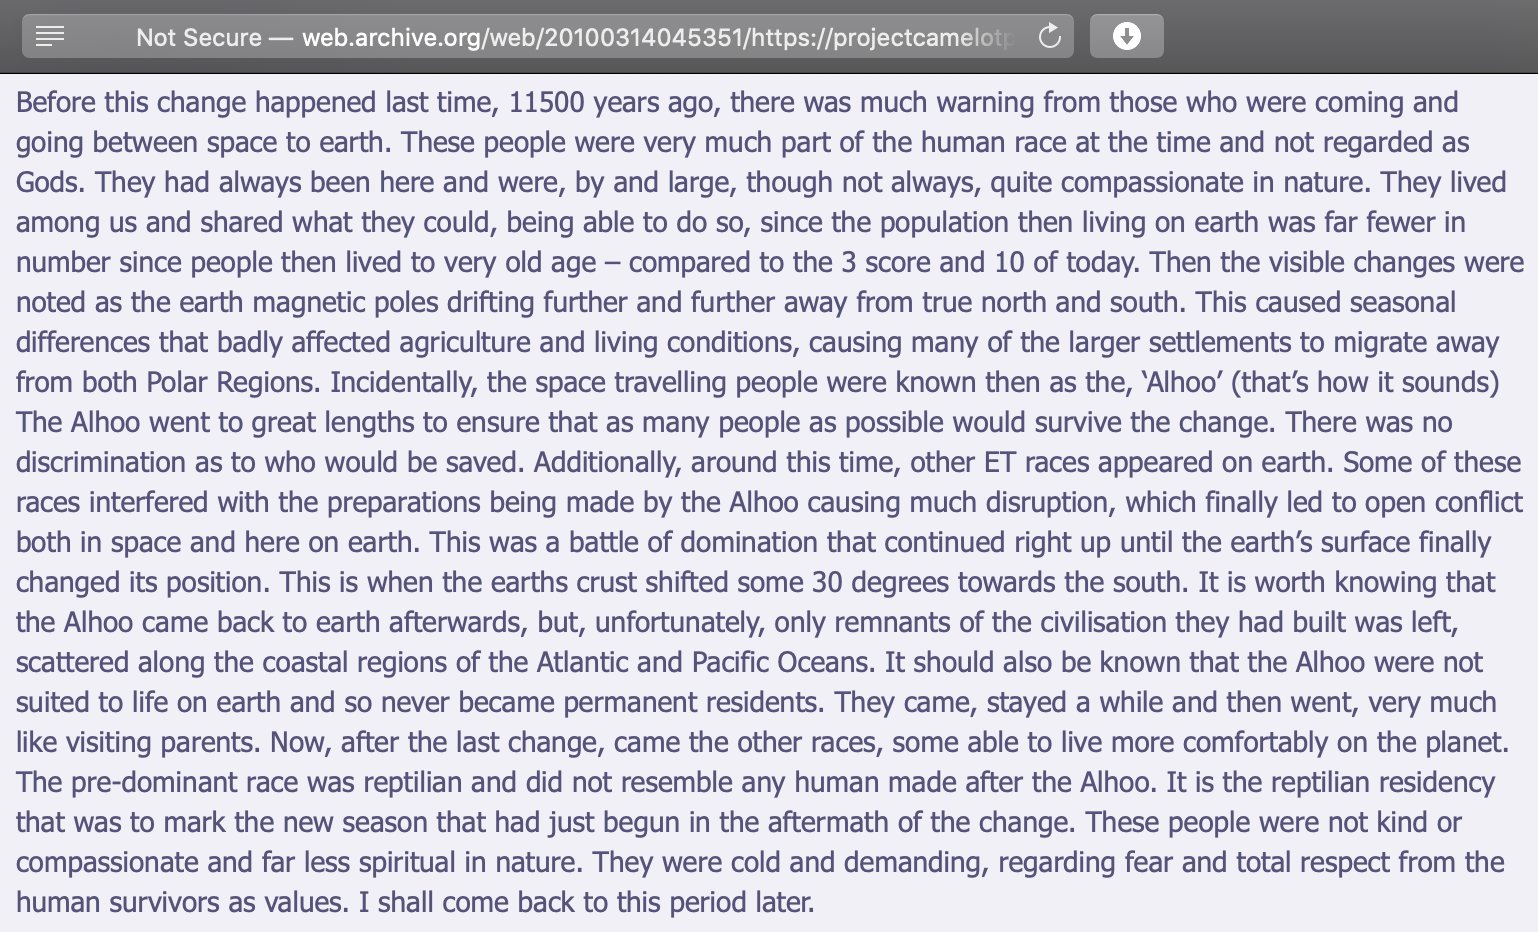 Not Secure — web.archive.org/web/20100314045351/https://projectcamelotp
Before this change happened last time, 11500 years ago, there was much warning from those who were coming and
going between space to earth. These people were very much part of the human race at the time and not regarded as
Gods. They had always been here and were, by and large, though not always, quite compassionate in nature. They lived
among us and shared what they could, being able to do so, since the population then living on earth was far fewer in
number since people then lived to very old age – compared to the 3 score and 10 of today. Then the visible changes were
noted as the earth magnetic poles drifting further and further away from true north and south. This caused seasonal
differences that badly affected agriculture and living conditions, causing many of the larger settlements to migrate away
from both Polar Regions. Incidentally, the space travelling people were known then as the, ‘Alhoo’ (that’s how it sounds)
The Alhoo went to great lengths to ensure that as many people as possible would survive the change. There was no
discrimination as to who would be saved. Additionally, around this time, other ET races appeared on earth. Some of these
races interfered with the preparations being made by the Alhoo causing much disruption, which finally led to open conflict
both in space and here on earth. This was a battle of domination that continued right up until the earth’s surface finally
changed its position. This is when the earths crust shifted some 30 degrees towards the south. It is worth knowing that
the Alhoo came back to earth afterwards, but, unfortunately, only remnants of the civilisation they had built was left,
scattered along the coastal regions of the Atlantic and Pacific Oceans. It should also be known that the Alhoo were not
suited to life on earth and so never became permanent residents. They came, stayed a while and then went, very much
like visiting parents. Now, after the last change, came the other races, some able to live more comfortably on the planet.
The pre-dominant race was reptilian and did not resemble any human made after the Alhoo. It is the reptilian residency
that was to mark the new season that had just begun in the aftermath of the change. These people were not kind or
compassionate and far less spiritual in nature. They were cold and demanding, regarding fear and total respect from the
human survivors as values. I shall come back to this period later.